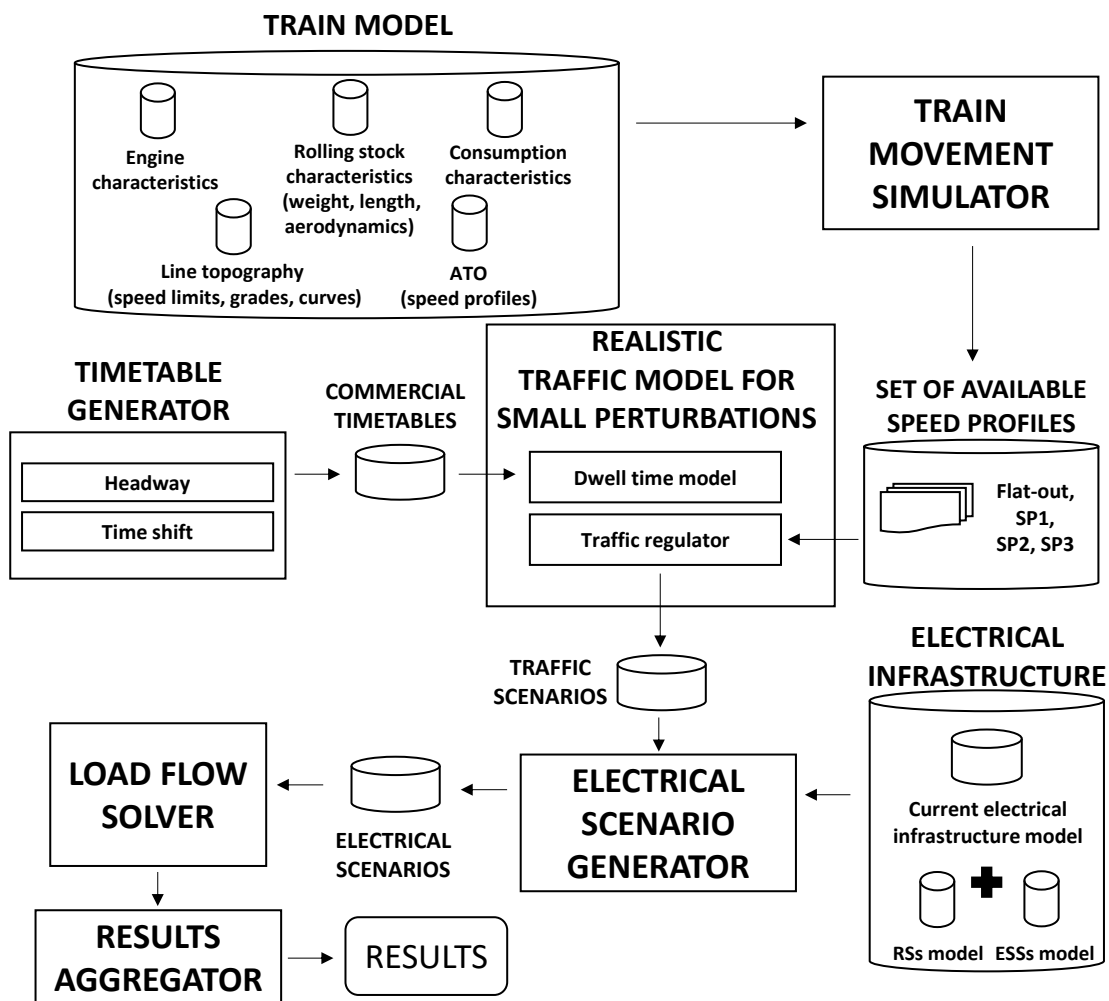 TRAIN MODEL
Engine
characteristics
Rolling stock
characteristics
(weight, length,
aerodynamics)
Consumption
characteristics
Line topography
(speed limits, grades, curves)
ATO
(speed profiles)
TRAIN
MOVEMENT
SIMULATOR
TIMETABLE
GENERATOR
Headway
Time shift
COMMERCIAL
TIMETABLES
REALISTIC
TRAFFIC MODEL FOR
SMALL PERTURBATIONS
Dwell time model
Traffic regulator
SET OF AVAILABLE
SPEED PROFILES
Flat-out,
SP1,
SP2, SP3
TRAFFIC
SCENARIOS
ELECTRICAL
INFRASTRUCTURE
Current electrical
infrastructure model
RSs model
ESSs model
ELECTRICAL
SCENARIO
GENERATOR
ELECTRICAL
SCENARIOS
LOAD FLOW
SOLVER
RESULTS
AGGREGATOR
RESULTS